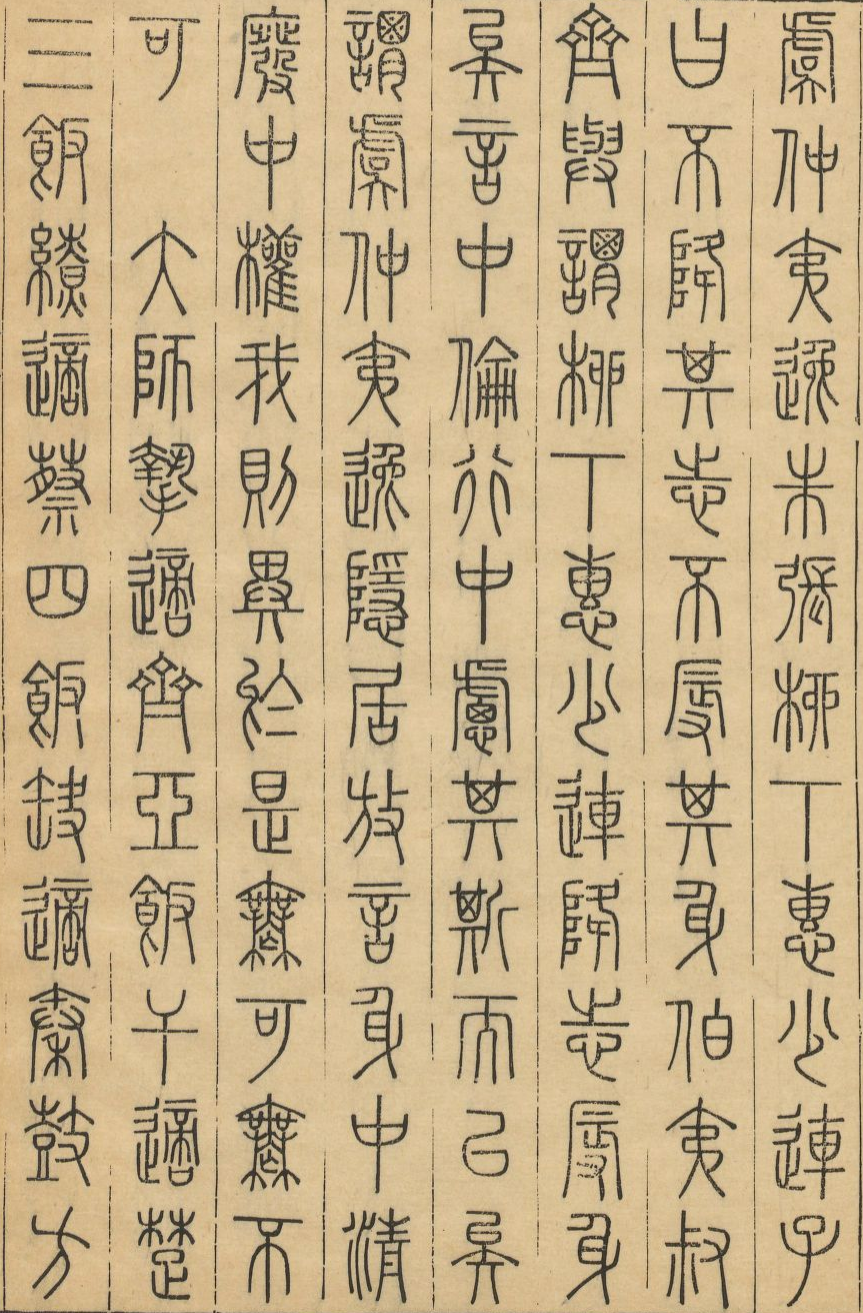 虞仲夷逸朱張柳下惠少連子
曰不降其志不辱其身伯夷叔
齊與謂柳下惠少連降志辱身
矣言中倫行中慮其斯而已矣
謂虞仲夷逸隱居放言身中清
廢中權我則異於是無可無不
可　大師摯適齊亞飯干適楚
三飯繚適蔡四飯缺適秦鼓方